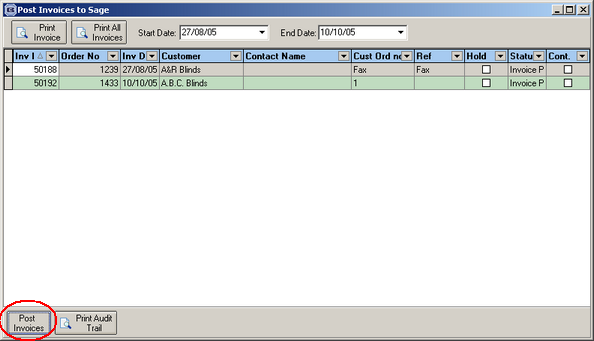 Post Invoices to Sage
Print Invoice Print All Invoices Start Date: 27/08/05 End Date: 10/10/05
Inv I Order No Inv D Customer Contact Name Cust Ord no Ref Hold Statu Cont.
50188 1239 27/08/05 A&R Blinds Fax Fax Invoice P
50192 1433 10/10/05 A.B.C. Blinds 1 Invoice P
Post Invoices Print Audit Trail